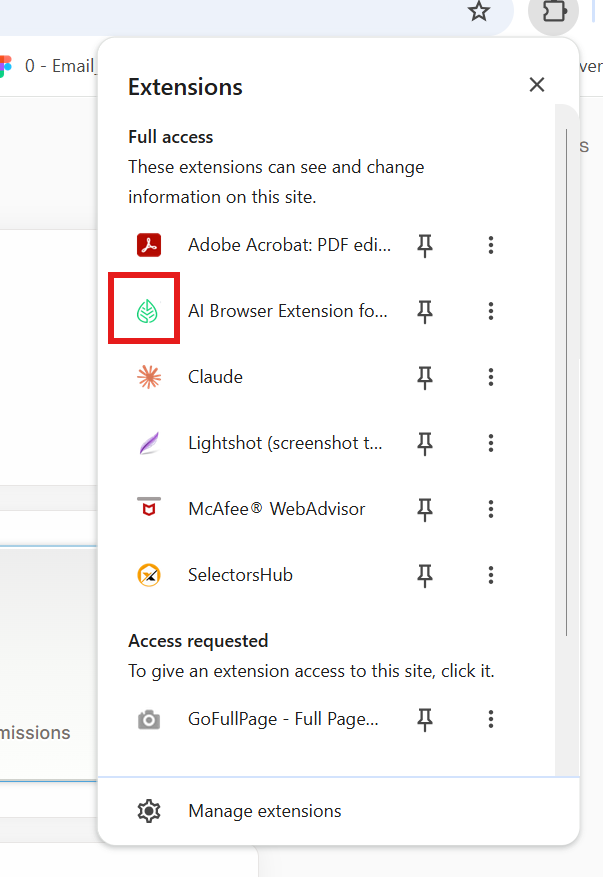 0 - Email_
Extensions
Full access
These extensions can see and change
information on this site.
Adobe Acrobat: PDF edi...
AI Browser Extension fo...
Claude
Lightshot (screenshot t...
McAfee® WebAdvisor
SelectorsHub
Access requested
To give an extension access to this site, click it.
GoFullPage - Full Page...
Manage extensions
ver
s
missions